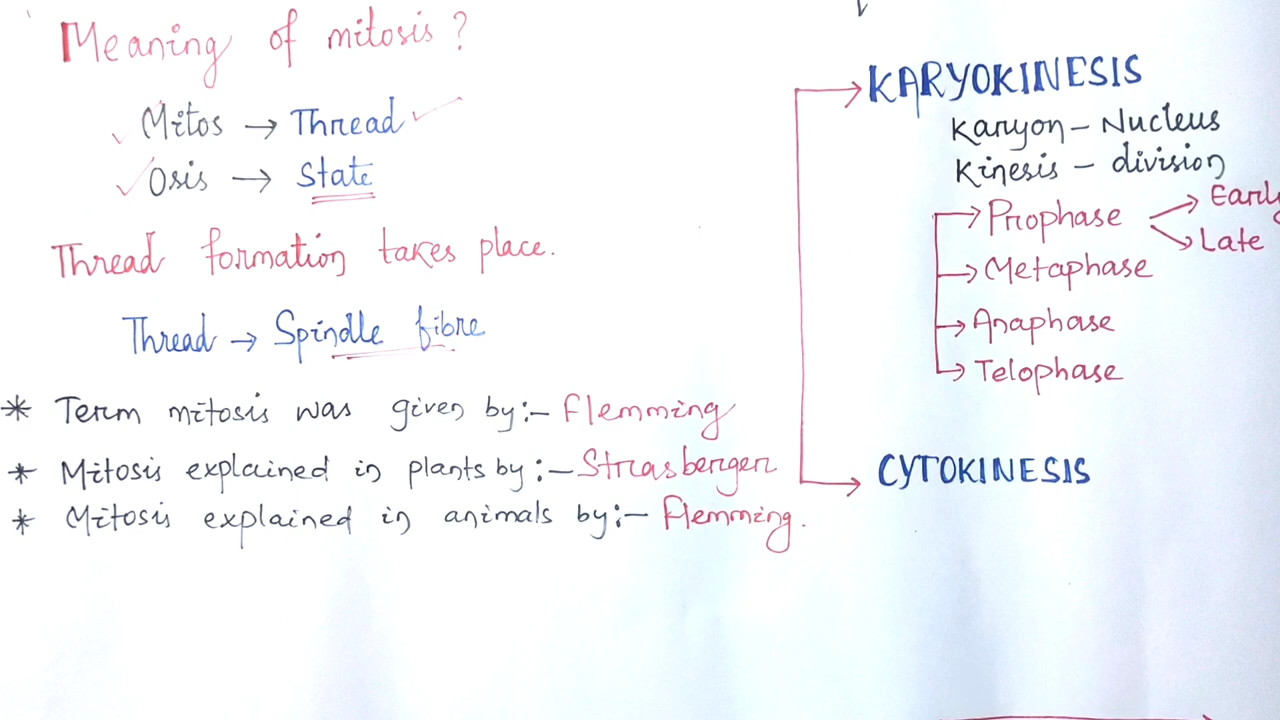 Meaning of mitosis?
Mitos → Thread
Osis → State
Thread formation takes place.
Thread → Spindle fibre
* Term mitosis was given by:- Flemming
* Mitosis explained in plants by:- Strasberger
* Mitosis explained in animals by:- Flemming.
→ KARYOKINESIS
Karyon - Nucleus
Kinesis - division
→ Prophase → Early
→ Late
→ Metaphase
→ Anaphase
→ Telophase
→ CYTOKINESIS